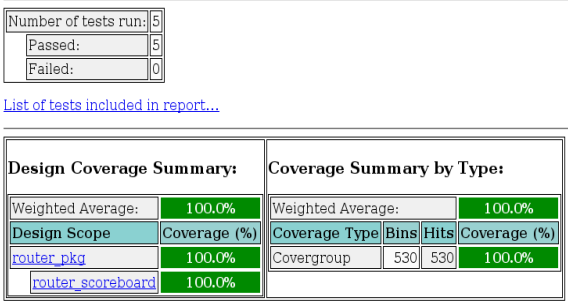 Number of tests run: 5
Passed: 5
Failed: 0
List of tests included in report...
Design Coverage Summary:
Weighted Average: 100.0%
Design Scope Coverage (%)
router_pkg 100.0%
router_scoreboard 100.0%
Coverage Summary by Type:
Weighted Average: 100.0%
Coverage Type Bins Hits Coverage (%)
Covergroup 530 530 100.0%